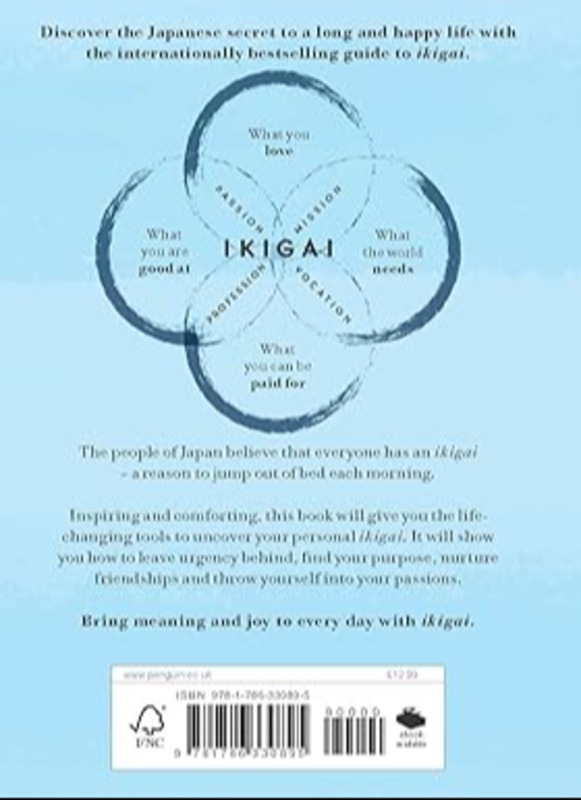 Discover the Japanese secret to a long and happy life with
the internationally bestselling guide to ikigai.
What you
love
PASSION
MISSION
What
you are
good at
IKIGAI
What
the world
needs
PROFESSION
VOCATION
What
you can be
paid for
The people of Japan believe that everyone has an ikigai
- a reason to jump out of bed each morning.
Inspiring and comforting, this book will give you the life-
changing tools to uncover your personal ikigai. It will show
you how to leave urgency behind, find your purpose, nurture
friendships and throw yourself into your passions.
Bring meaning and joy to every day with ikigai.
www.penguin.co.uk
£12.99
ISBN 978-1-786-33089-5
90000
FSC
ebook
available
9 781786 330895